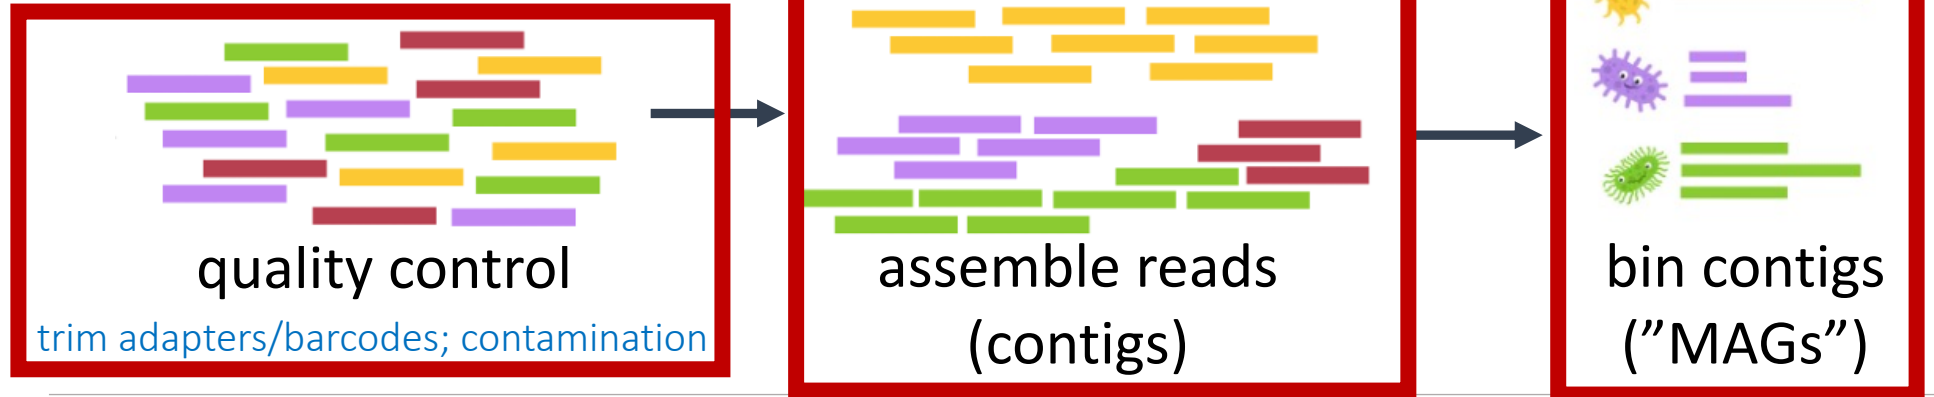 quality control
trim adapters/barcodes; contamination
assemble reads
(contigs)
bin contigs
(”MAGs”)